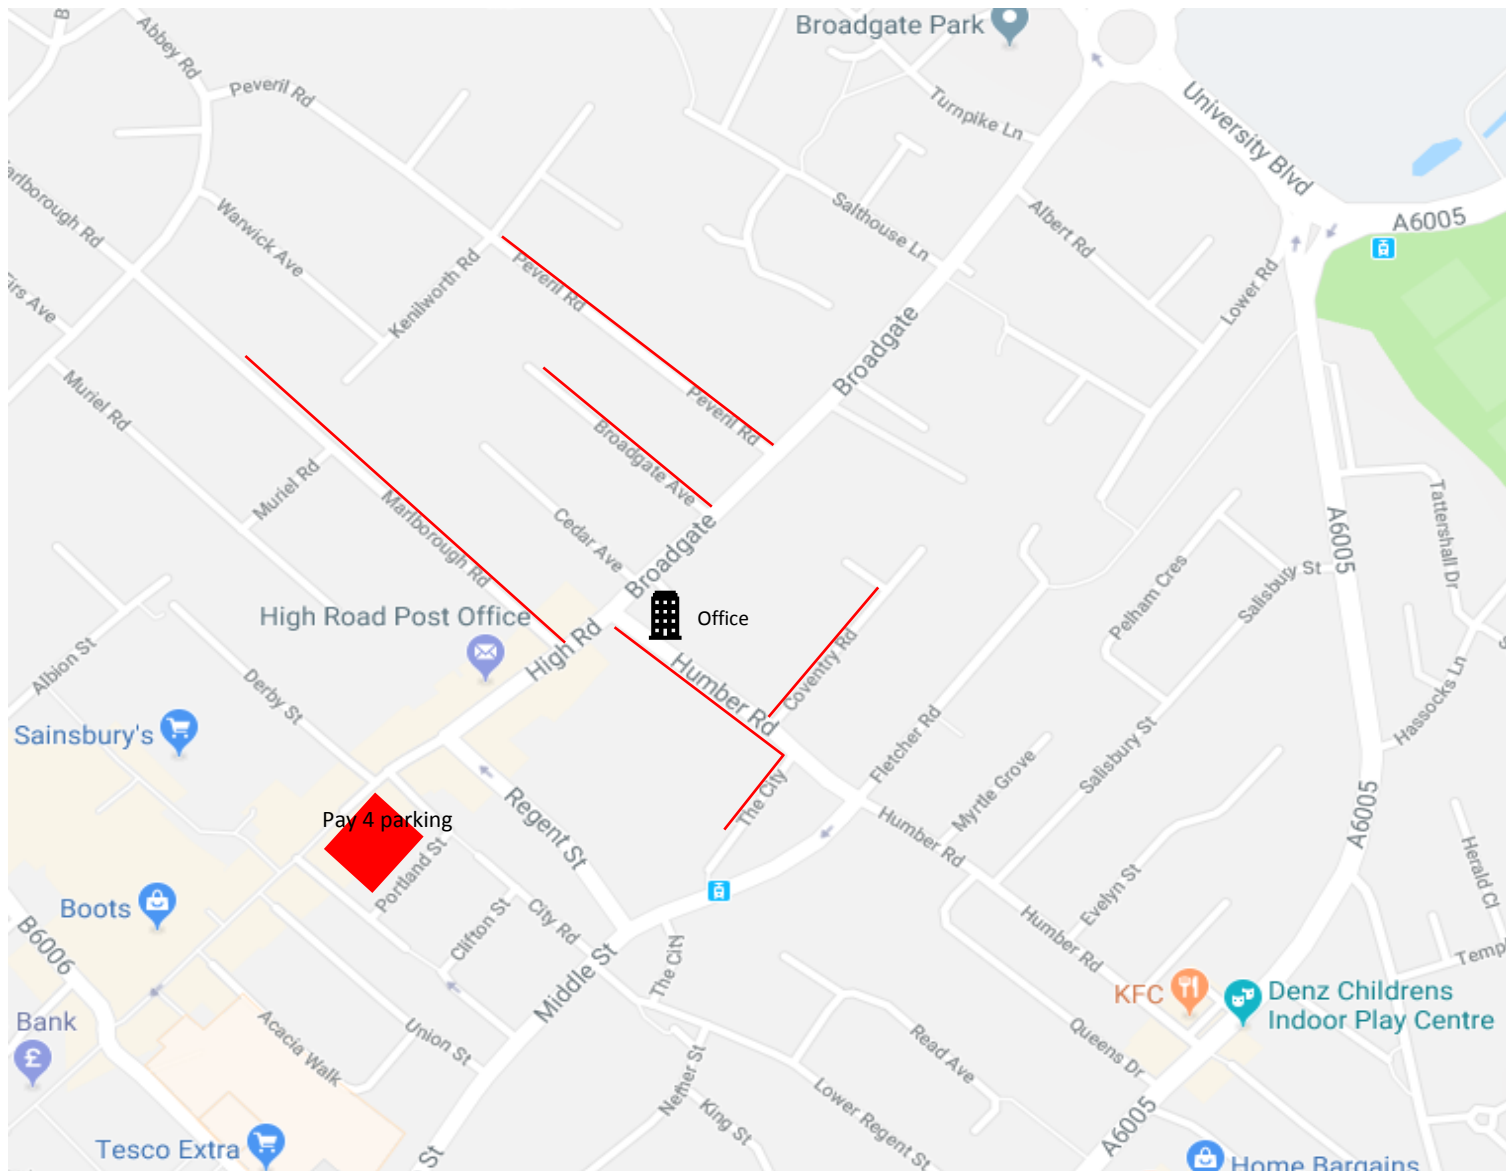 Broadgate Park
Abbey Rd
Peveril Rd
Turnpike Ln
University Blvd
A6005
Marlborough Rd
Warwick Ave
Salthouse Ln
Albert Rd
Lower Rd
Firs Ave
Kenilworth Rd
Peveril Rd
Broadgate
Muriel Rd
Peveril Rd
Broadgate Ave
Muriel Rd
Marlborough Rd
Cedar Ave
Broadgate
A6005
Tattershall Dr
High Road Post Office
Office
Pelham Cres
Salisbury St
Albion St
High Rd
Humber Rd
Coventry Rd
Derby St
Sainsbury's
Fletcher Rd
Salisbury St
Hassocks Ln
Pay 4 parking
Regent St
The City
Myrtle Grove
Humber Rd
A6005
Herald Cl
Portland St
Boots
Clifton St
City Rd
Evelyn St
Humber Rd
B6006
Middle St
The City
KFC
Denz Childrens
Indoor Play Centre
Bank
£
Acacia Walk
Union St
Read Ave
Queens Dr
Nether St
King St
Lower Regent St
A6005
Tesco Extra
St
Home Bargains